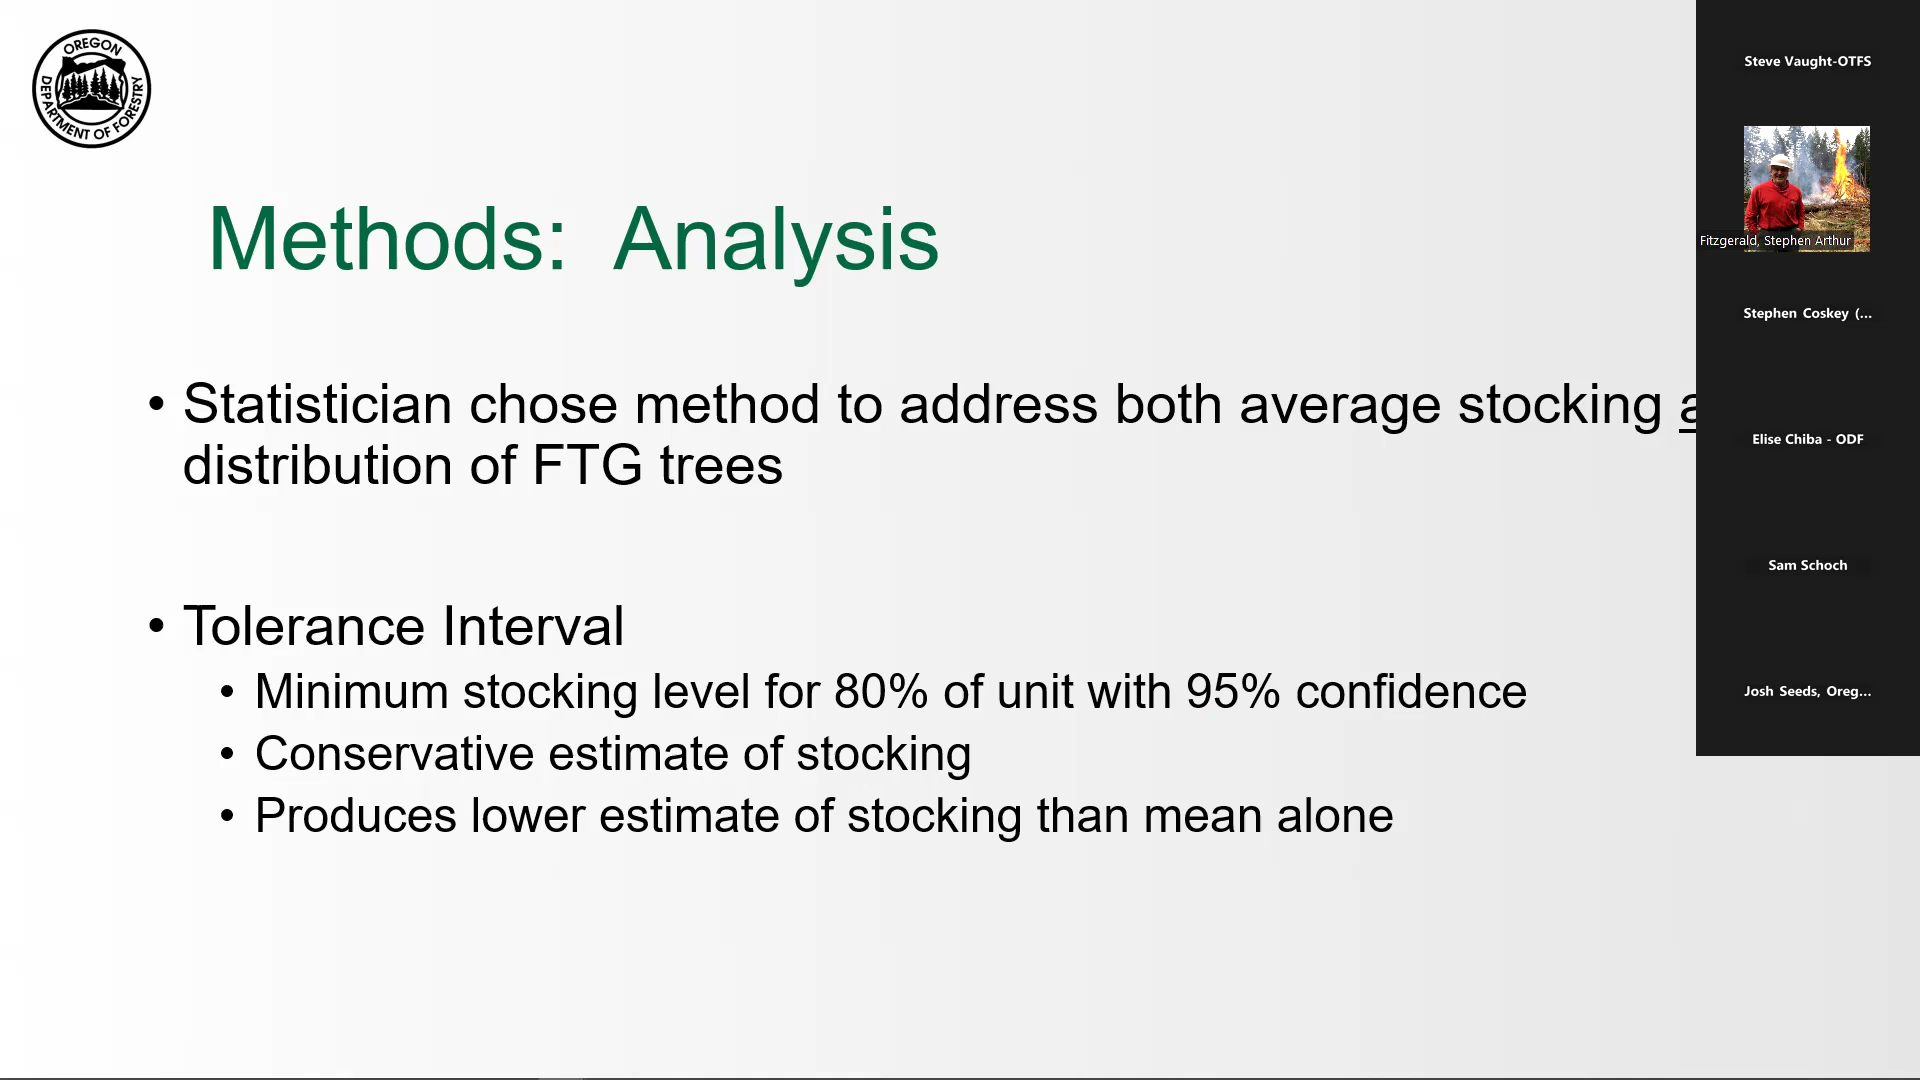 OREGON
DEPARTMENT OF FORESTRY
Methods:  Analysis
• Statistician chose method to address both average stocking
distribution of FTG trees
• Tolerance Interval
• Minimum stocking level for 80% of unit with 95% confidence
• Conservative estimate of stocking
• Produces lower estimate of stocking than mean alone
Steve Vaught-OTFS
Fitzgerald, Stephen Arthur
Stephen Coskey (...
Elise Chiba - ODF
Sam Schoch
Josh Seeds, Oreg...